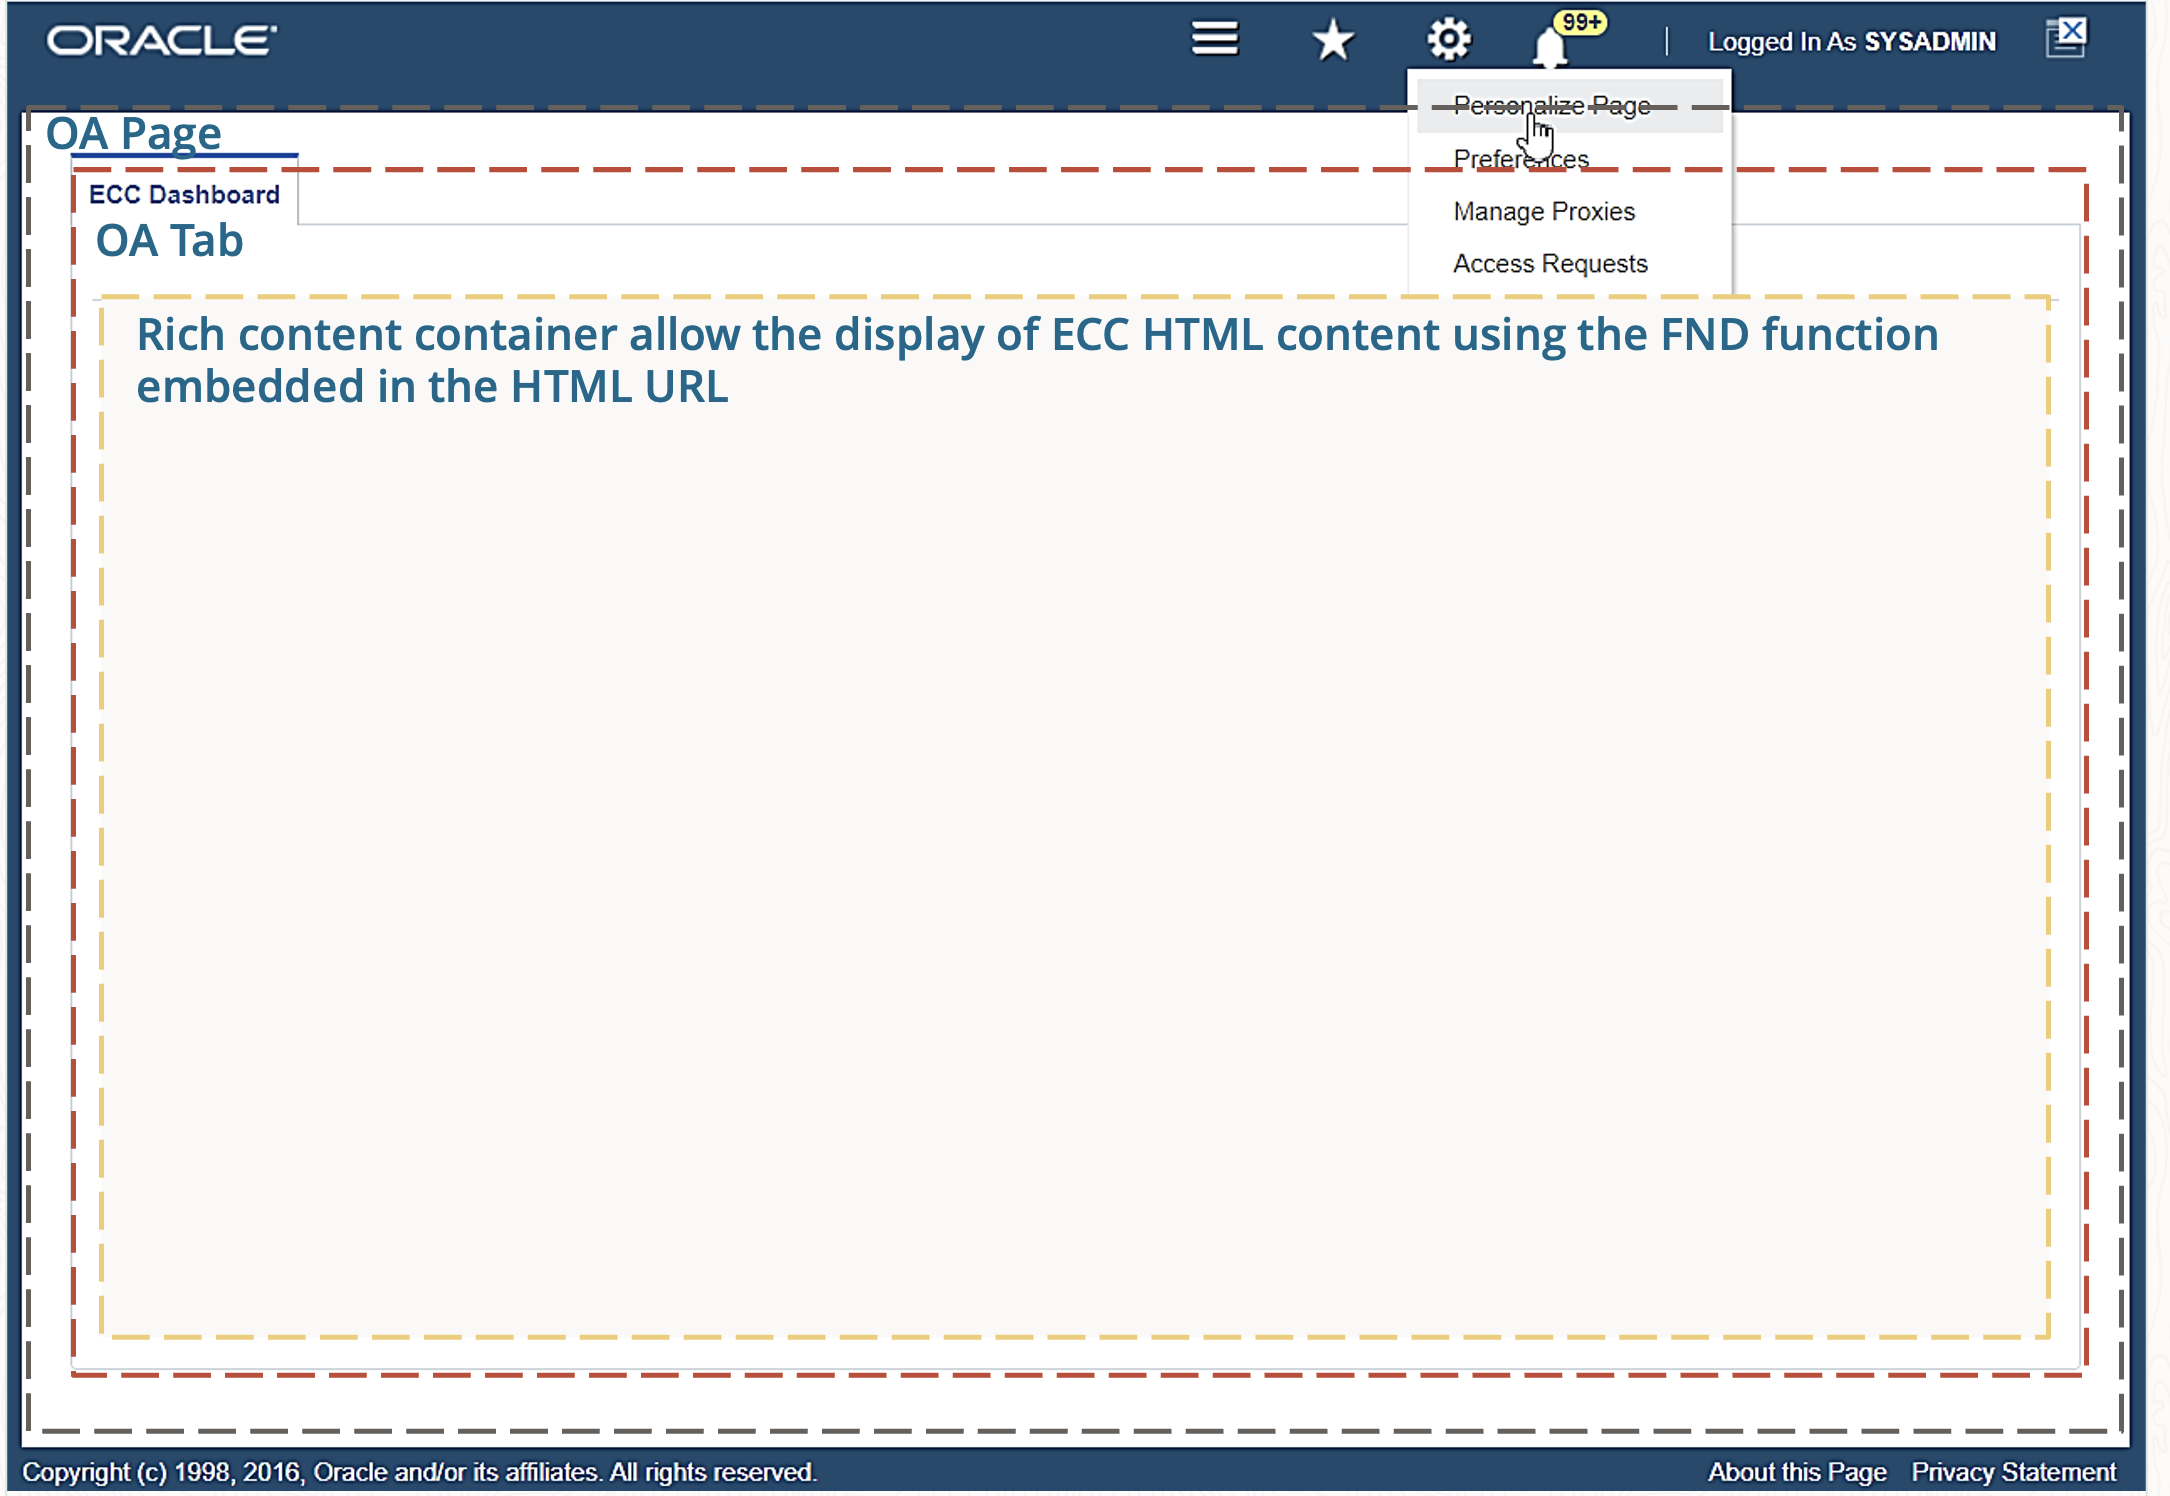 ORACLE
99+
Logged In As SYSADMIN
Personalize Page
OA Page
Preferences
ECC Dashboard
Manage Proxies
OA Tab
Access Requests
Rich content container allow the display of ECC HTML content using the FND function
embedded in the HTML URL
Copyright (c) 1998, 2016, Oracle and/or its affiliates. All rights reserved.
About this Page Privacy Statement